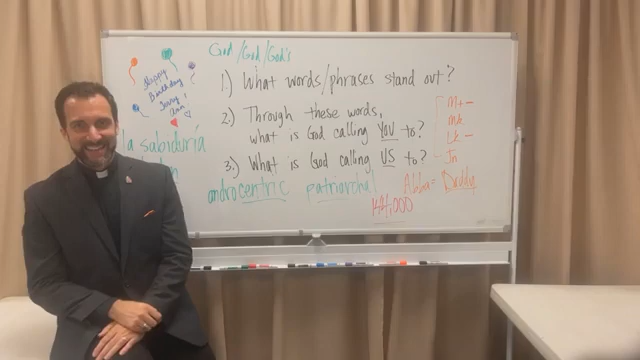 God/God/God's
Happy
Birthday
1.) What words/phrases stand out?
2.) Through these words,
what is God calling YOU to?
3.) What is God calling US to?
Mt -
Mk
Lk -
Jn
la sabiduría
androcentric patriarchal
Abba = Daddy
144,000